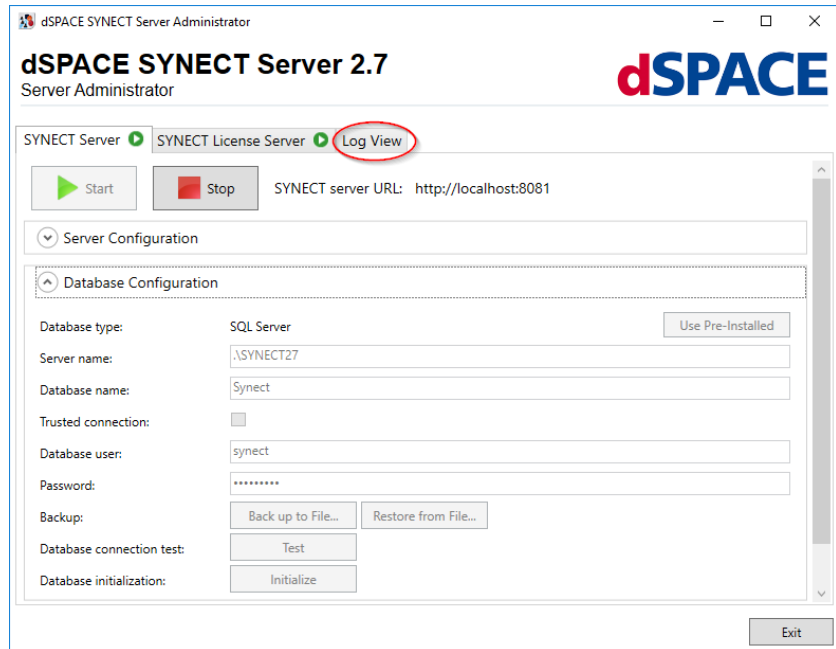 dSPACE SYNECT Server Administrator
dSPACE SYNECT Server 2.7
Server Administrator
dSPACE
SYNECT Server SYNECT License Server Log View
Start Stop SYNECT server URL: http://localhost:8081
Server Configuration
Database Configuration
Database type: SQL Server Use Pre-Installed
Server name: .\SYNECT27
Database name: Synect
Trusted connection:
Database user: synect
Password: •••••••••
Backup: Back up to File... Restore from File...
Database connection test: Test
Database initialization: Initialize
Exit